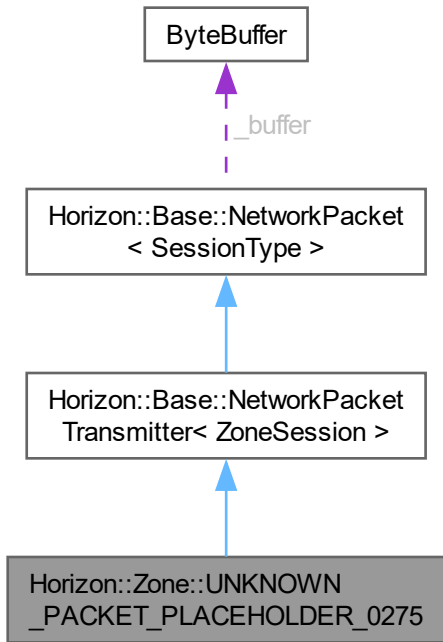 ByteBuffer
_buffer
Horizon::Base::NetworkPacket
< SessionType >
Horizon::Base::NetworkPacket
Transmitter< ZoneSession >
Horizon::Zone::UNKNOWN
_PACKET_PLACEHOLDER_0275